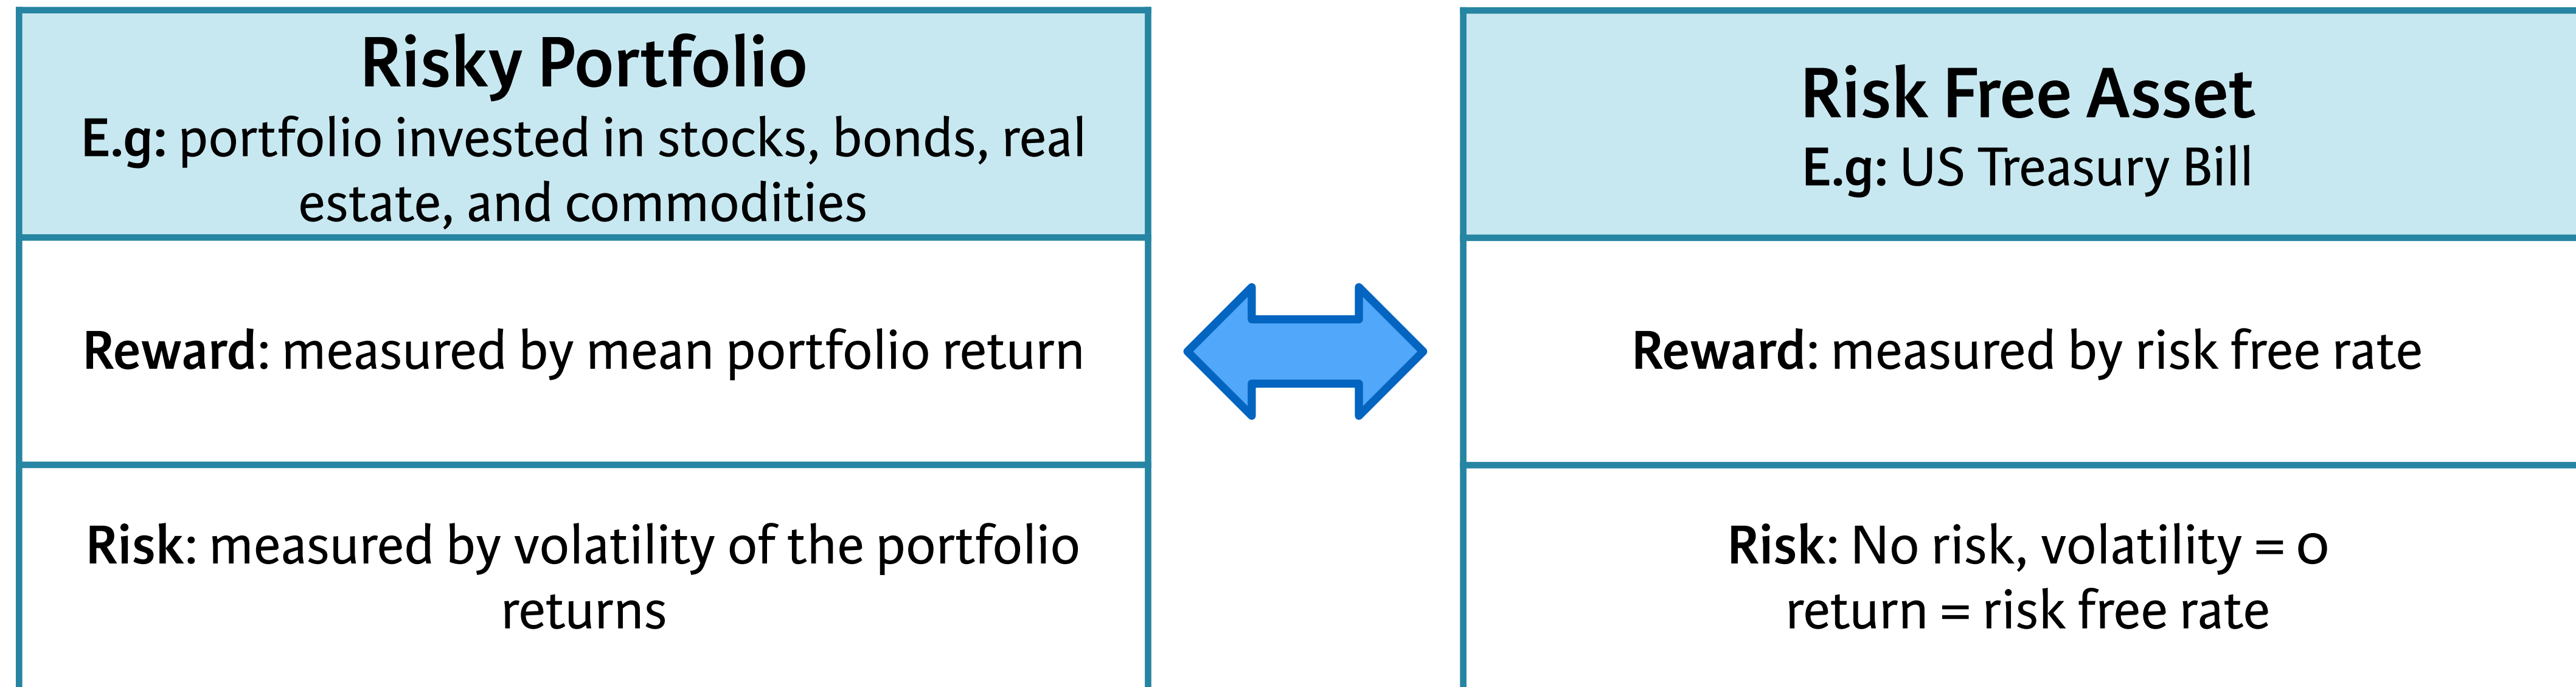 Risky Portfolio
E.g: portfolio invested in stocks, bonds, real
estate, and commodities
Reward: measured by mean portfolio return
Risk: measured by volatility of the portfolio
returns
Risk Free Asset
E.g: US Treasury Bill
Reward: measured by risk free rate
Risk: No risk, volatility = 0
return = risk free rate